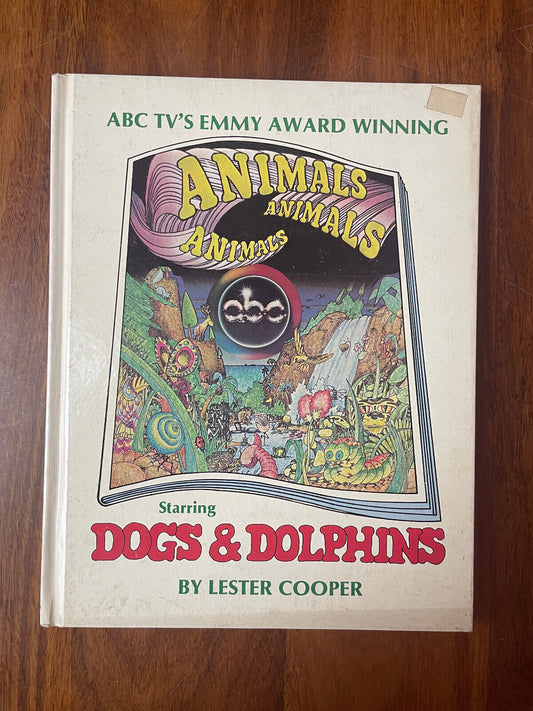 ABC TV'S EMMY AWARD WINNING
ANIMALS
ANIMALS
ANIMALS
abc
Starring
DOGS & DOLPHINS
BY LESTER COOPER